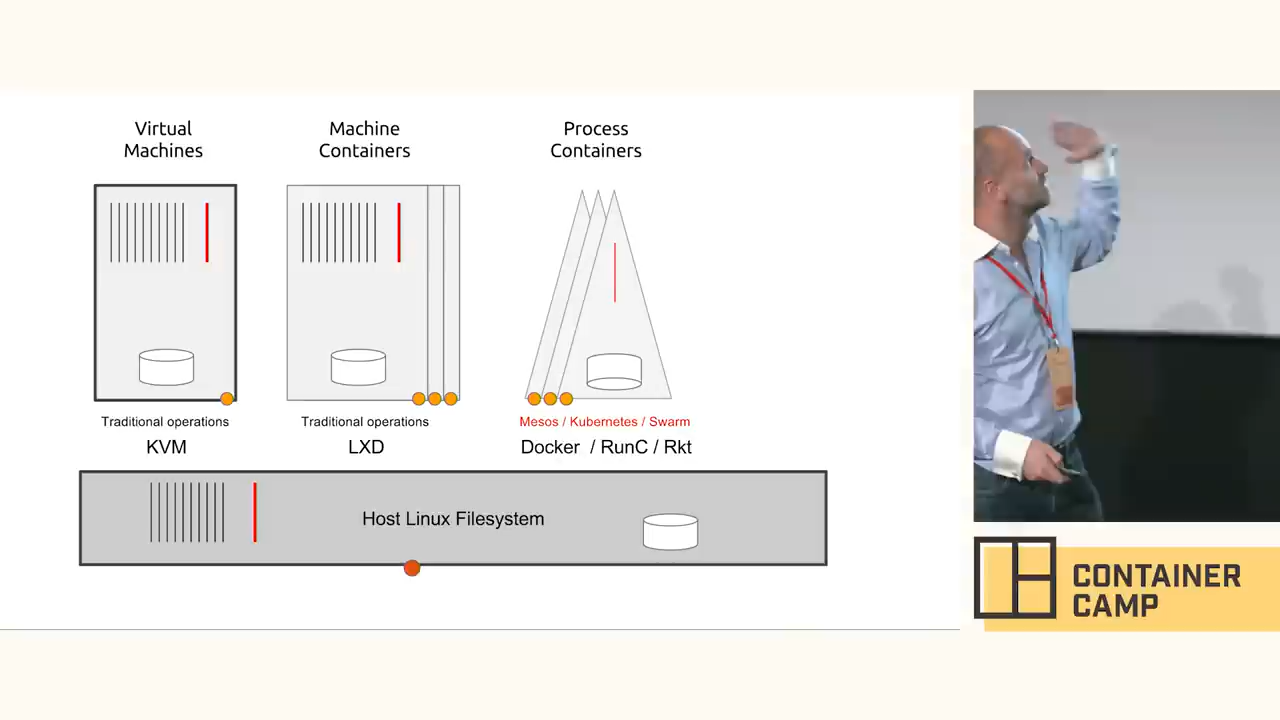 Virtual
Machines
Machine
Containers
Process
Containers
Traditional operations
Traditional operations
Mesos / Kubernetes / Swarm
KVM
LXD
Docker / RunC / Rkt
Host Linux Filesystem
CONTAINER
CAMP